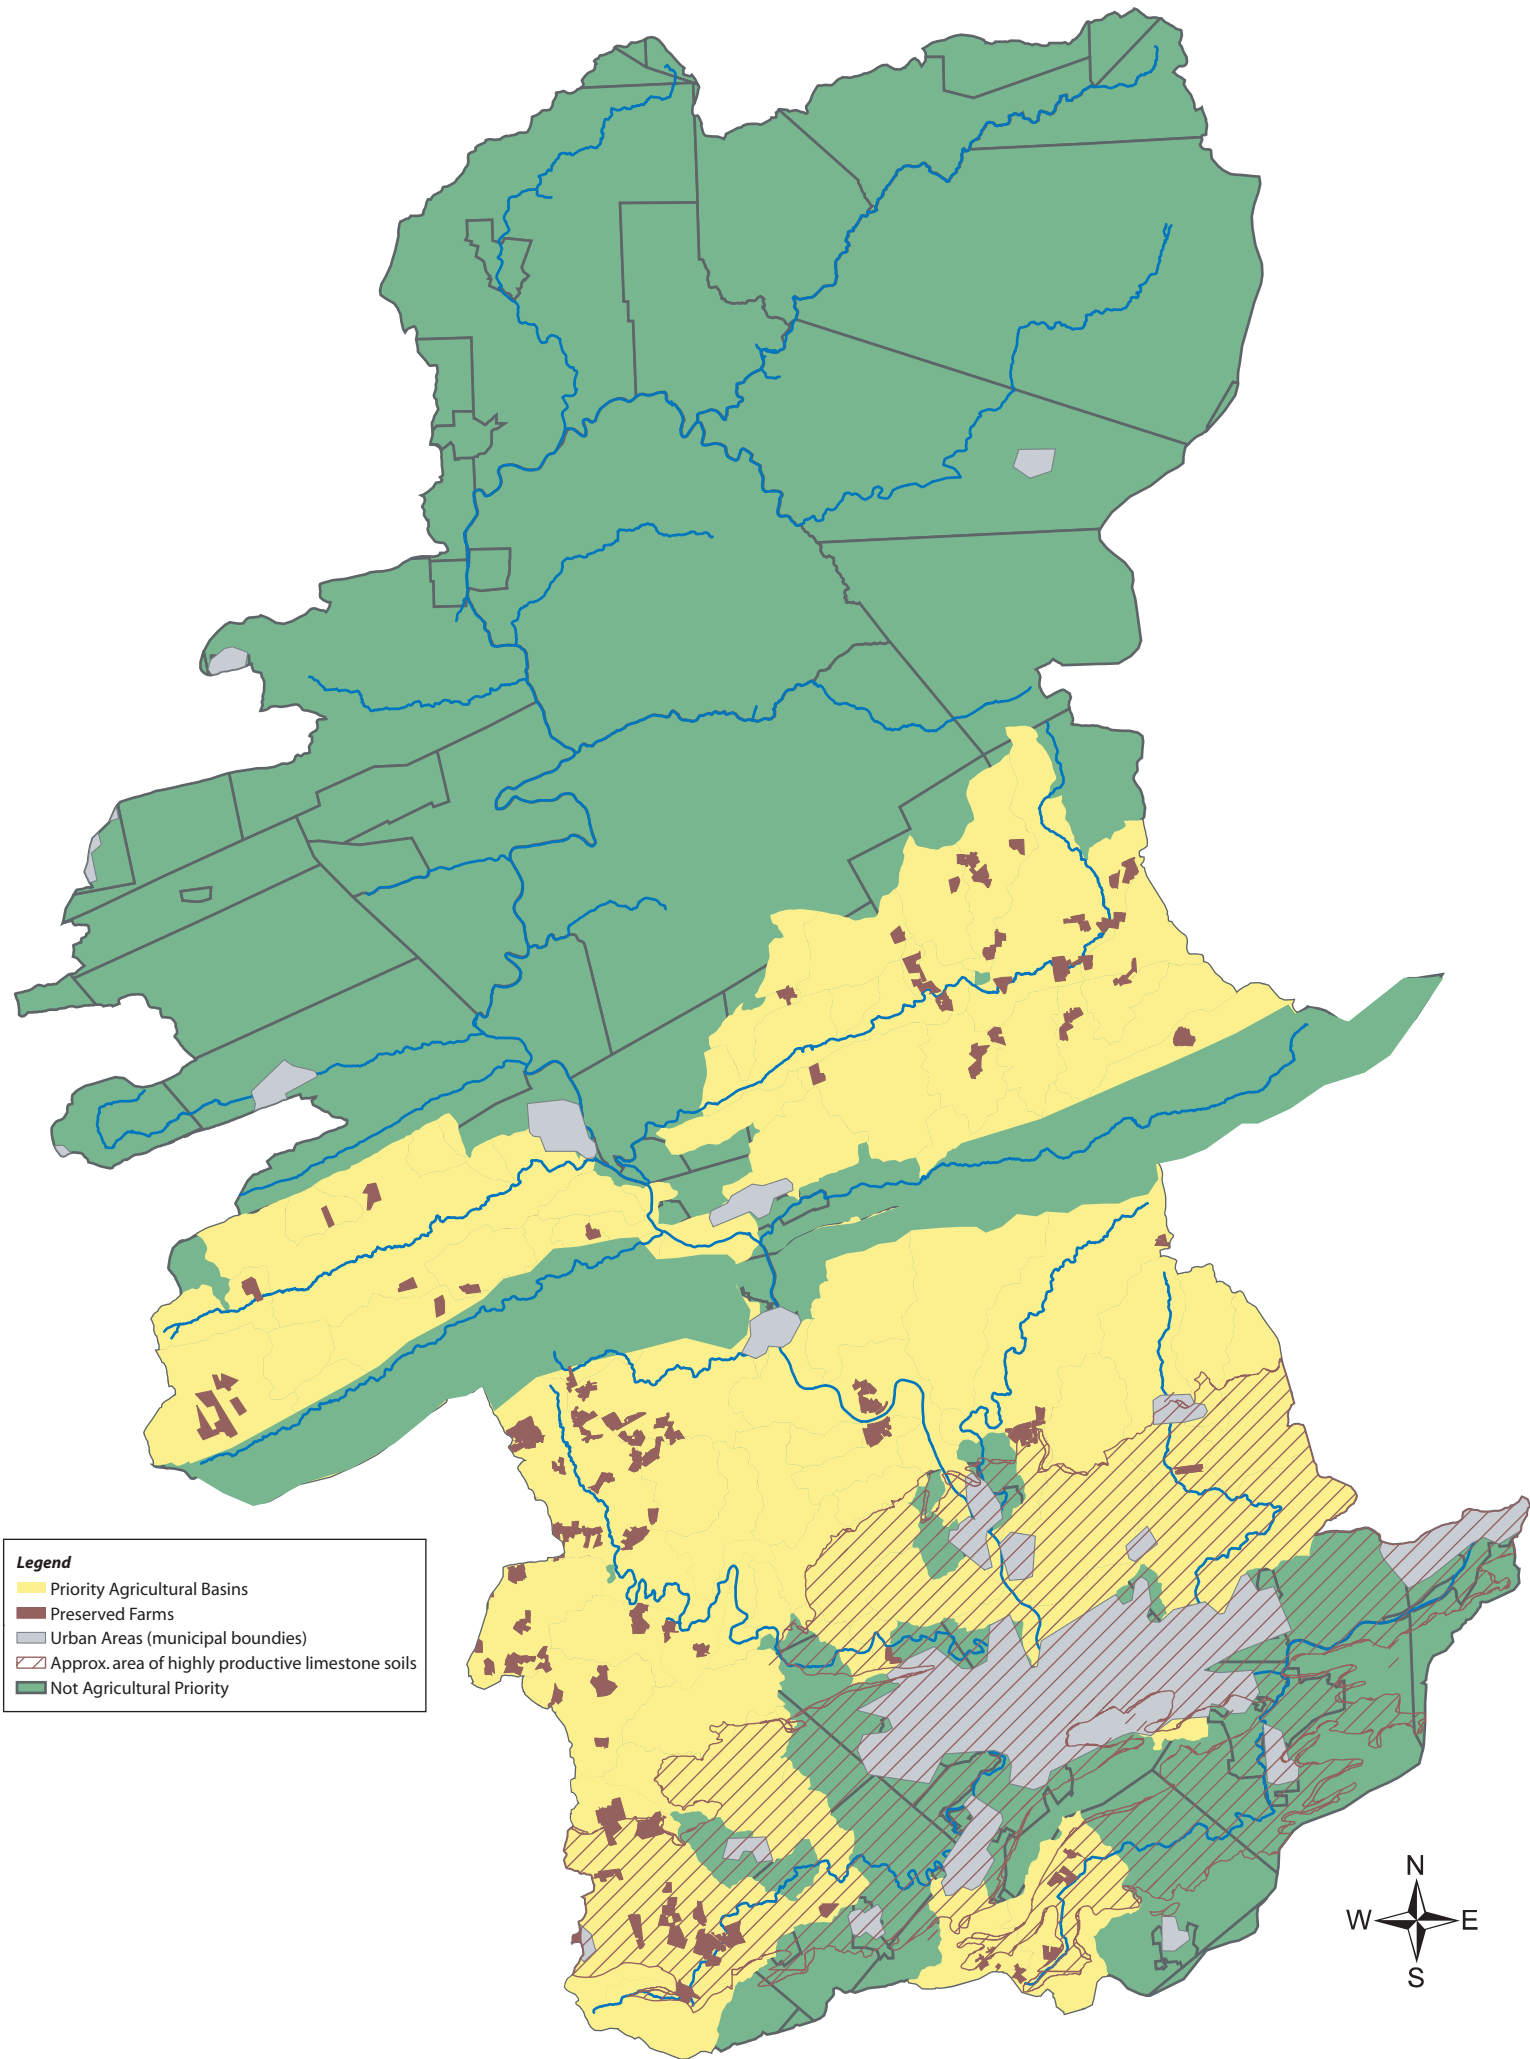 Legend
Priority Agricultural Basins
Preserved Farms
Urban Areas (municipal boundies)
Approx. area of highly productive limestone soils
Not Agricultural Priority
N
W E
S